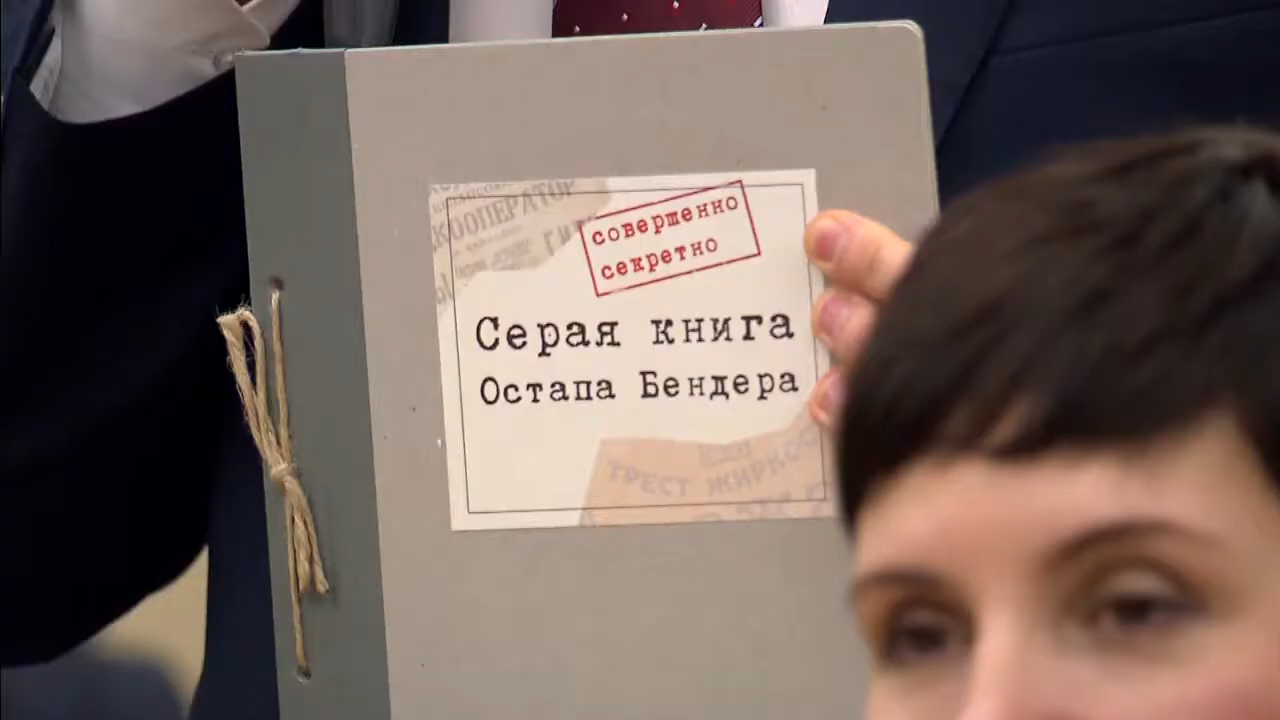 КООПЕРАТОР
совершенно
секретно
Серая книга
Остапа Бендера
ТРЕСТ